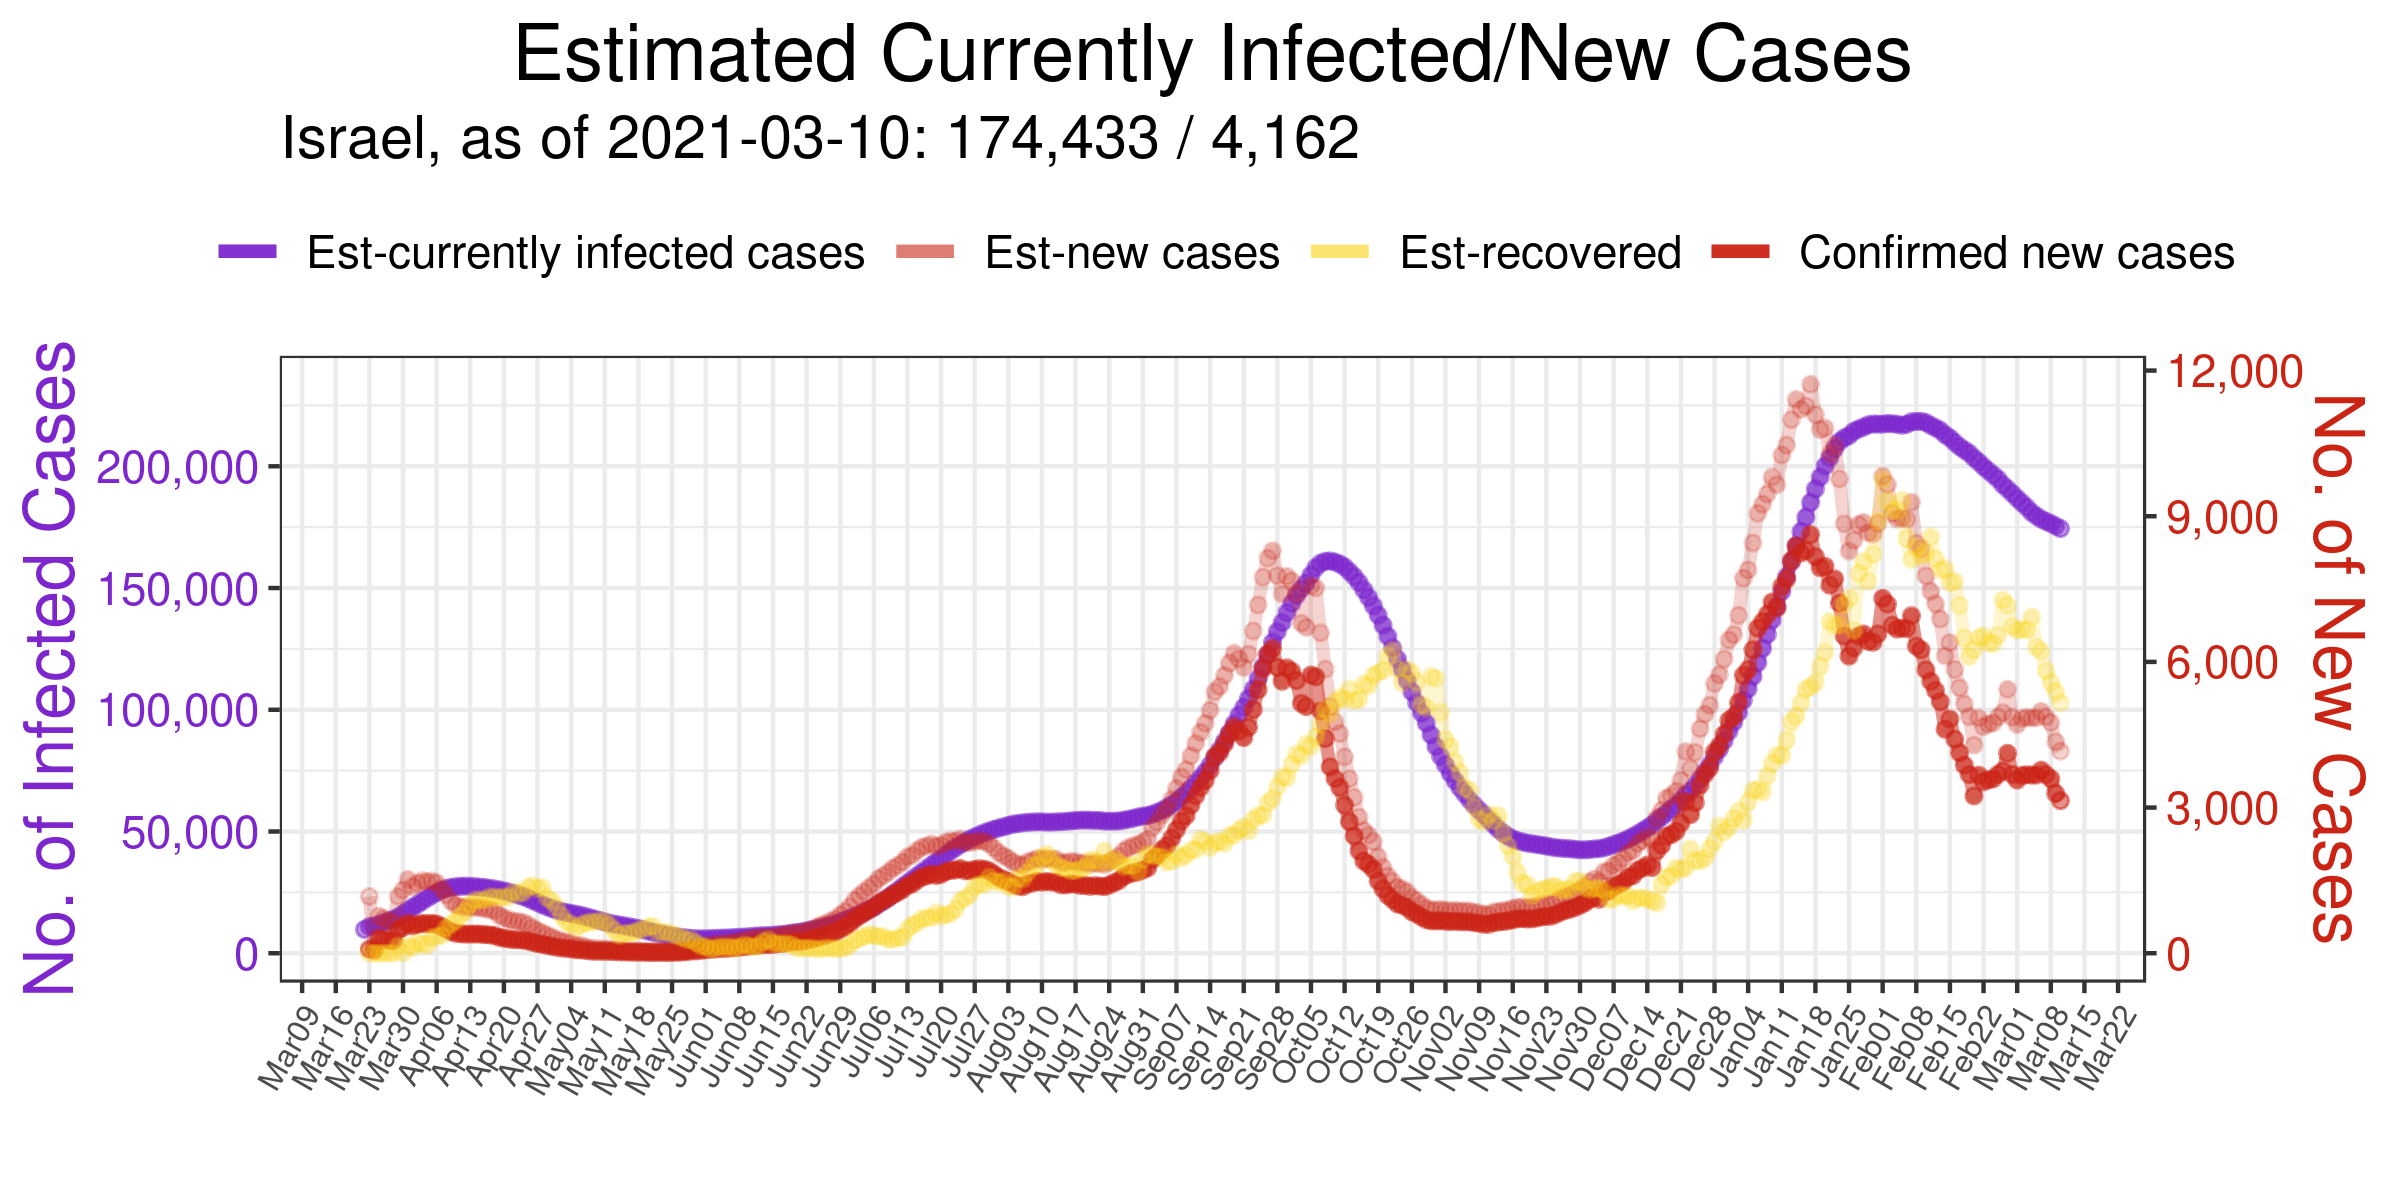 Estimated Currently Infected/New Cases
Israel, as of 2021-03-10: 174,433 / 4,162
Est-currently infected cases Est-new cases Est-recovered Confirmed new cases
No. of Infected Cases
200,000
150,000
100,000
50,000
0
12,000
9,000
6,000
3,000
0
No. of New Cases
Mar09 Mar16 Mar23 Mar30 Apr06 Apr13 Apr20 Apr27 May04 May11 May18 May25 Jun01 Jun08 Jun15 Jun22 Jun29 Jul06 Jul13 Jul20 Jul27 Aug03 Aug10 Aug17 Aug24 Aug31 Sep07 Sep14 Sep21 Sep28 Oct05 Oct12 Oct19 Oct26 Nov02 Nov09 Nov16 Nov23 Nov30 Dec07 Dec14 Dec21 Dec28 Jan04 Jan11 Jan18 Jan25 Feb01 Feb08 Feb15 Feb22 Mar01 Mar08 Mar15 Mar22